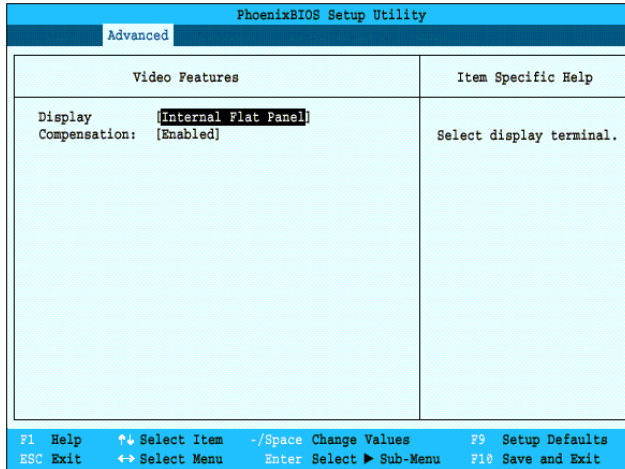 PhoenixBIOS Setup Utility
Advanced
Video Features
Item Specific Help
Display [Internal Flat Panel]
Compensation: [Enabled]
Select display terminal.
F1 Help ↑↓ Select Item -/Space Change Values F9 Setup Defaults
ESC Exit ↔ Select Menu Enter Select ▶ Sub-Menu F10 Save and Exit